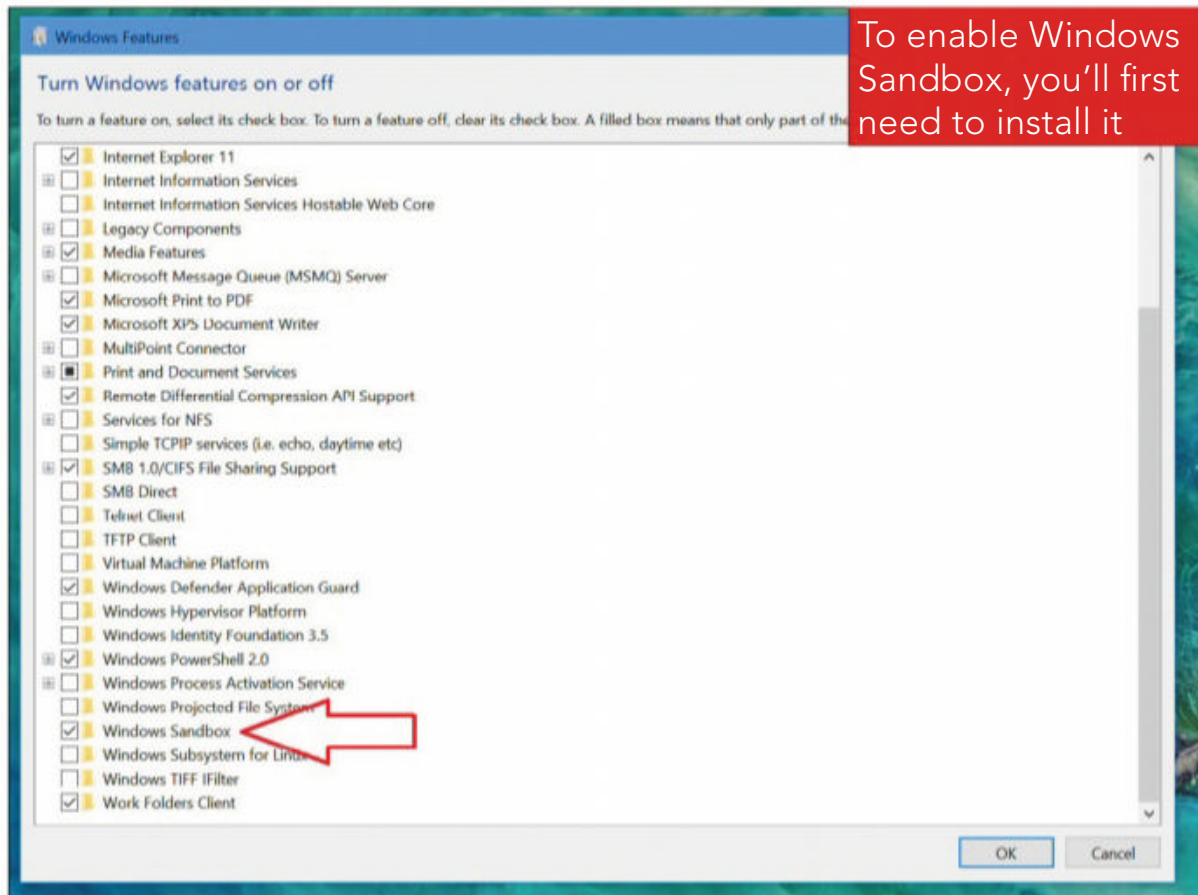 Windows Features
To enable Windows
Sandbox, you'll first
need to install it
Turn Windows features on or off
To turn a feature on, select its check box. To turn a feature off, clear its check box. A filled box means that only part of the
Internet Explorer 11
Internet Information Services
Internet Information Services Hostable Web Core
Legacy Components
Media Features
Microsoft Message Queue (MSMQ) Server
Microsoft Print to PDF
Microsoft XPS Document Writer
MultiPoint Connector
Print and Document Services
Remote Differential Compression API Support
Services for NFS
Simple TCPIP services (i.e. echo, daytime etc)
SMB 1.0/CIFS File Sharing Support
SMB Direct
Telnet Client
TFTP Client
Virtual Machine Platform
Windows Defender Application Guard
Windows Hypervisor Platform
Windows Identity Foundation 3.5
Windows PowerShell 2.0
Windows Process Activation Service
Windows Projected File System
Windows Sandbox
Windows Subsystem for Linux
Windows TIFF IFilter
Work Folders Client
OK
Cancel